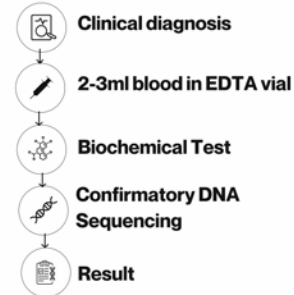 Clinical diagnosis
2-3ml blood in EDTA vial
Biochemical Test
Confirmatory DNA
Sequencing
Result